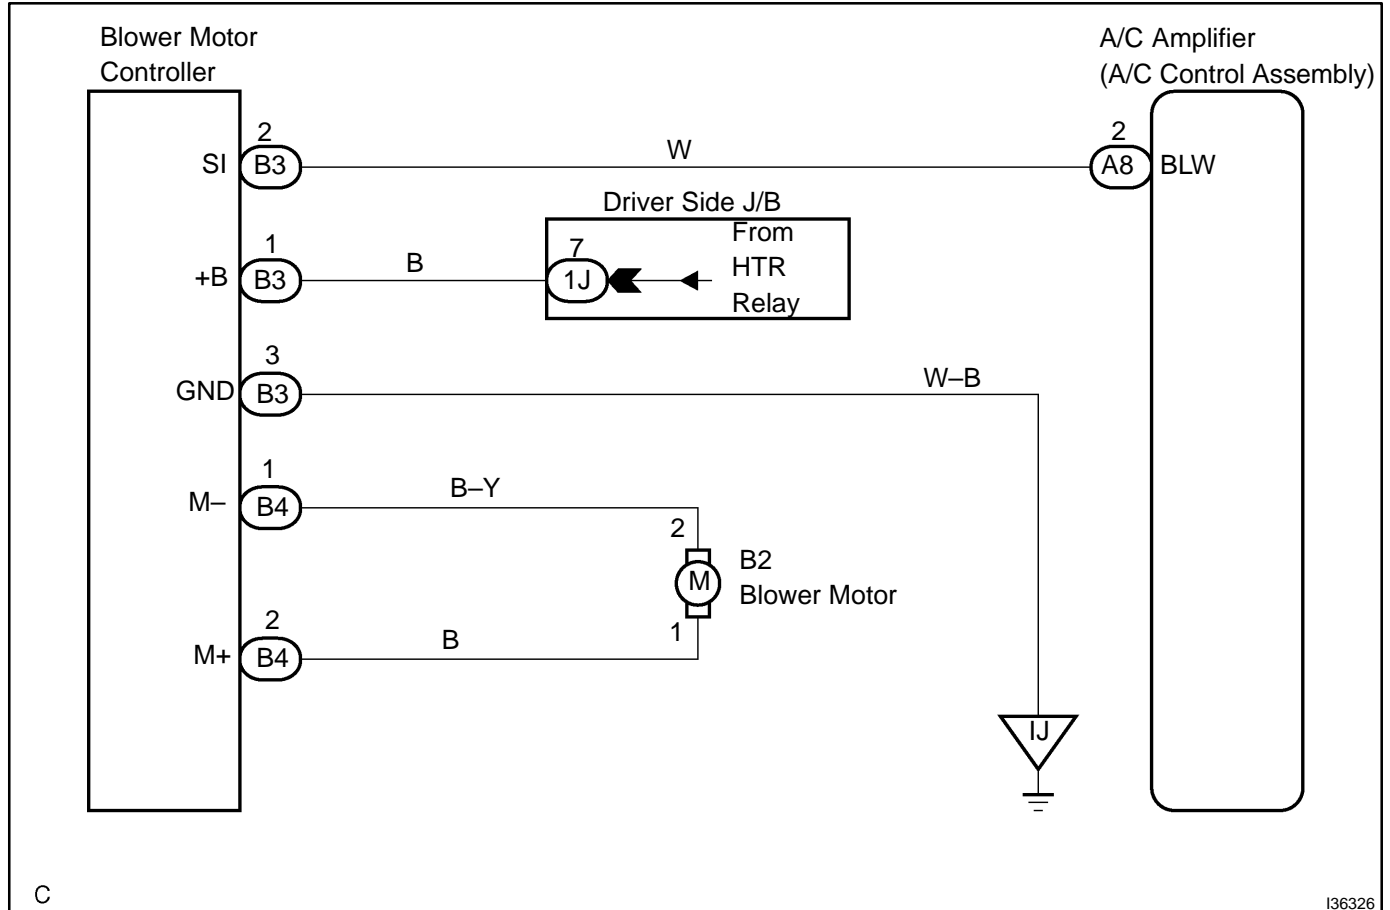 Blower Motor
Controller
A/C Amplifier
(A/C Control Assembly)
2
SI
B3
W
2
A8
BLW
Driver Side J/B
1
+B
B3
B
7
1J
From
HTR
Relay
3
GND
B3
W–B
1
M–
B4
B–Y
2
M
B2
Blower Motor
1
2
M+
B4
B
IJ
C
I36326